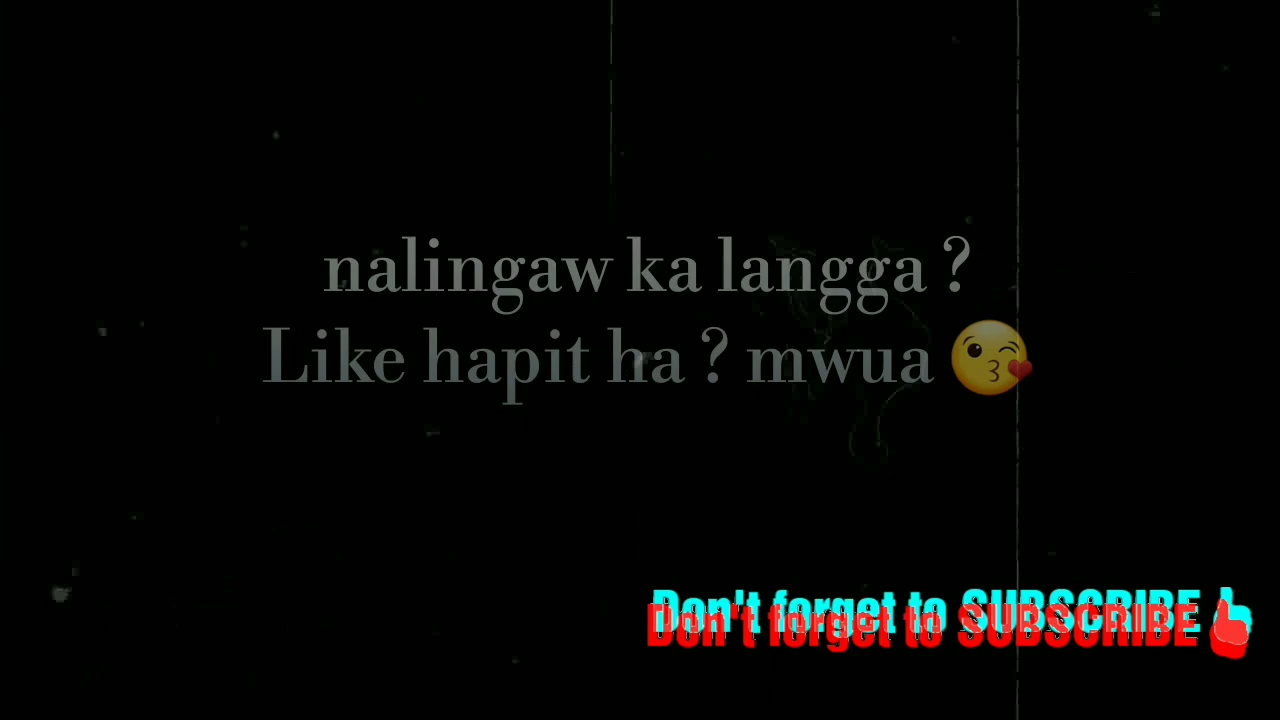 nalingaw ka langga ?
Like hapit ha ? mwua 😘
Don't forget to SUBSCRIBE👆